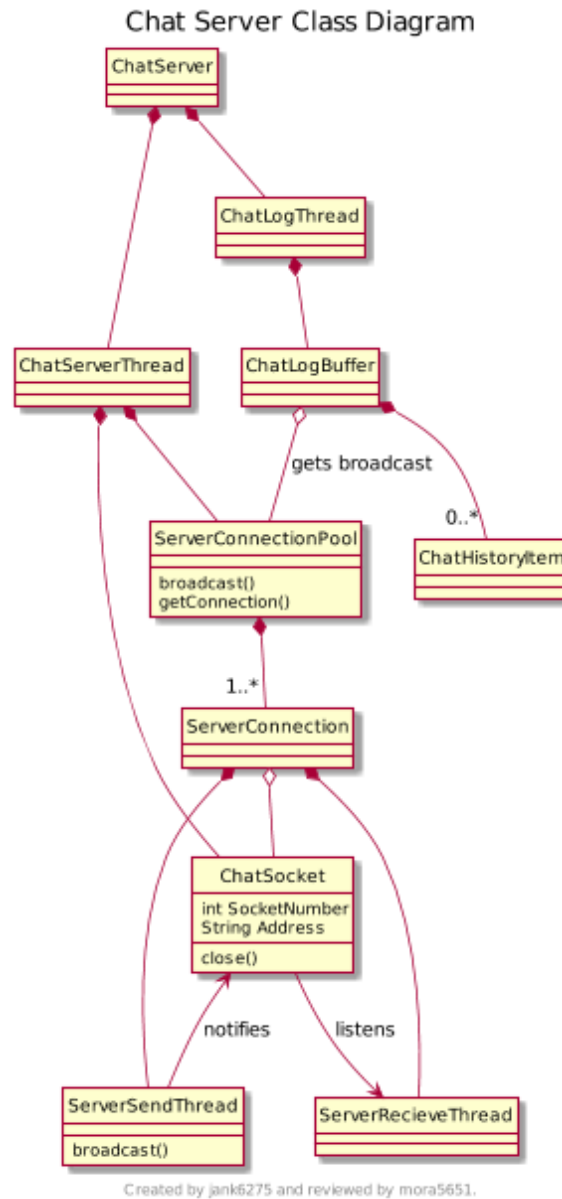 Chat Server Class Diagram
ChatServer
ChatLogThread
ChatServerThread
ChatLogBuffer
gets broadcast
ServerConnectionPool
broadcast()
getConnection()
0..*
ChatHistoryItem
1..*
ServerConnection
ChatSocket
int SocketNumber
String Address
close()
notifies
listens
ServerSendThread
broadcast()
ServerRecieveThread
Created by jank6275 and reviewed by mora5651.